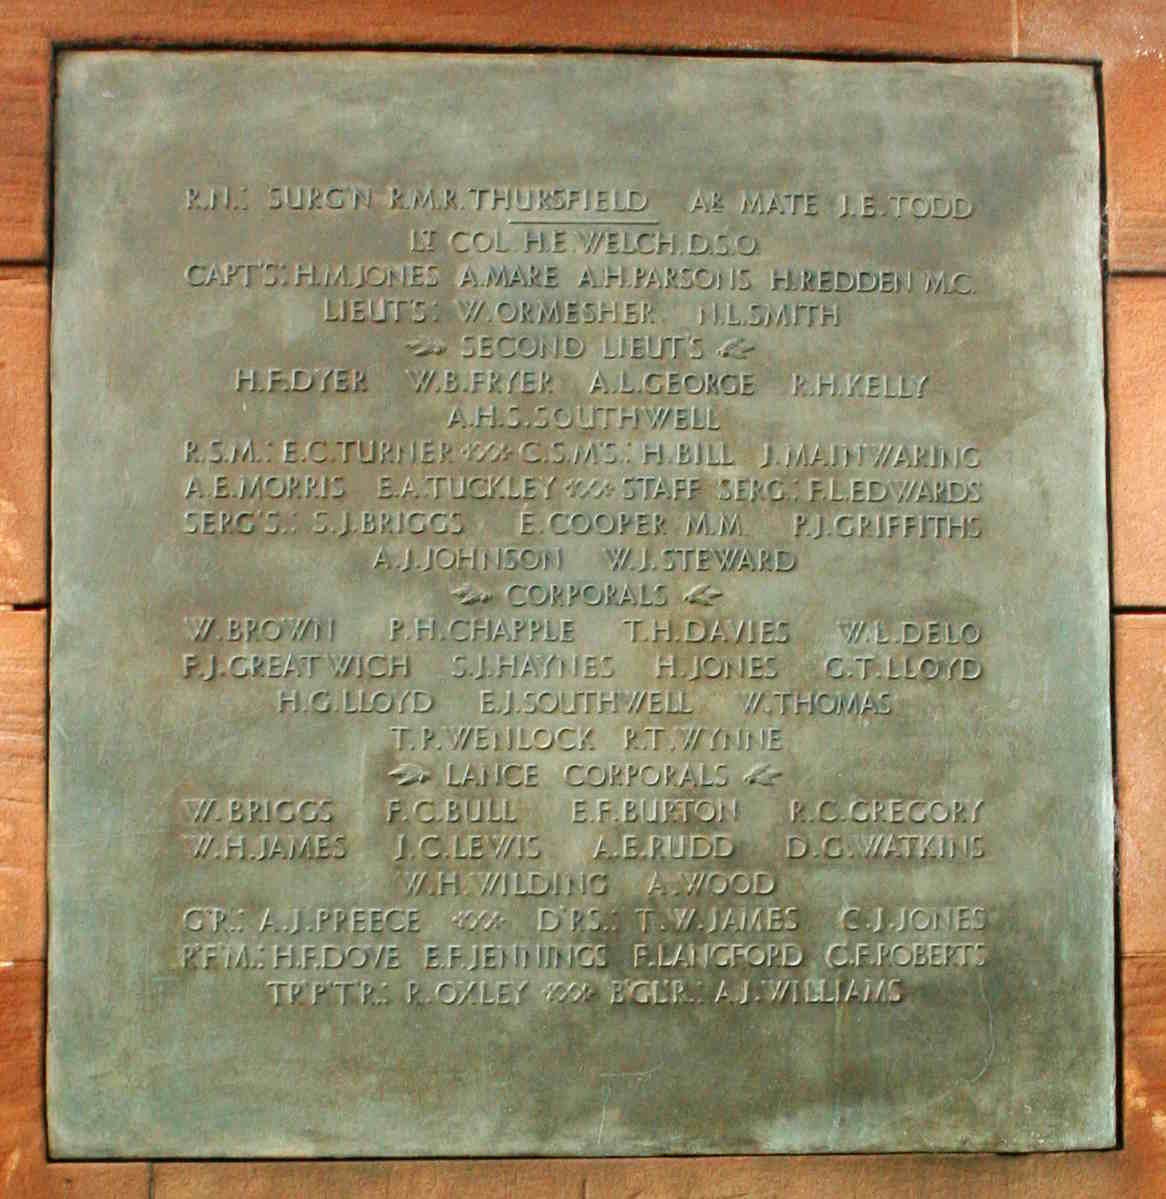 R.N.: SURG'N R.M.R.THURSFIELD AR MATE J.E.TODD
LT COL H.E.WELCH.D.S.O.
CAPT'S: H.M.JONES A.MARE A.H.PARSONS H.REDDEN M.C.
LIEUT'S: W.ORMESHER N.L.SMITH
SECOND LIEUT'S
H.F.DYER W.B.FRYER A.L.GEORGE R.H.KELLY
A.H.S.SOUTHWELL
R.S.M.: E.C.TURNER C.S.M'S: H.BILL J.MAINWARING
A.E.MORRIS E.A.TUCKLEY STAFF SERG: F.L.EDWARDS
SERG'S.: S.J.BRIGGS E.COOPER M.M. P.J.GRIFFITHS
A.J.JOHNSON W.J.STEWARD
CORPORALS
W.BROWN P.H.CHAPPLE T.H.DAVIES W.L.DELO
F.J.GREATWICH S.J.HAYNES H.JONES G.T.LLOYD
H.G.LLOYD E.J.SOUTHWELL W.THOMAS
T.P.WENLOCK R.T.WYNNE
LANCE CORPORALS
W.BRIGGS F.C.BULL E.F.BURTON R.C.GREGORY
W.H.JAMES J.C.LEWIS A.E.RUDD D.G.WATKINS
W.H.WILDING A.WOOD
G'R.: A.J.PREECE D'RS.: T.W.JAMES C.J.JONES
R'F'M.: H.F.DOVE E.F.JENNINGS F.LANGFORD C.F.ROBERTS
TR'P'T'R.: R.OXLEY B'GL'R.: A.J.WILLIAMS